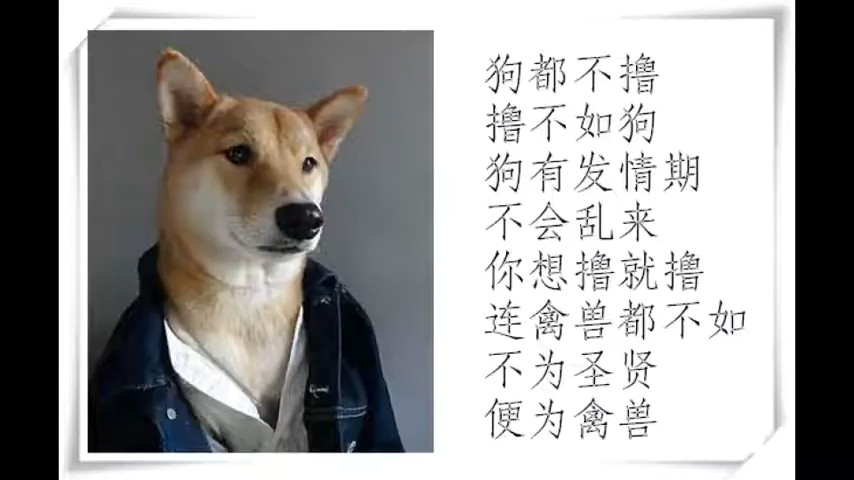 狗都不撸
撸不如狗
狗有发情期
不会乱来
你想撸就撸
连禽兽都不如
不为圣贤
便为禽兽